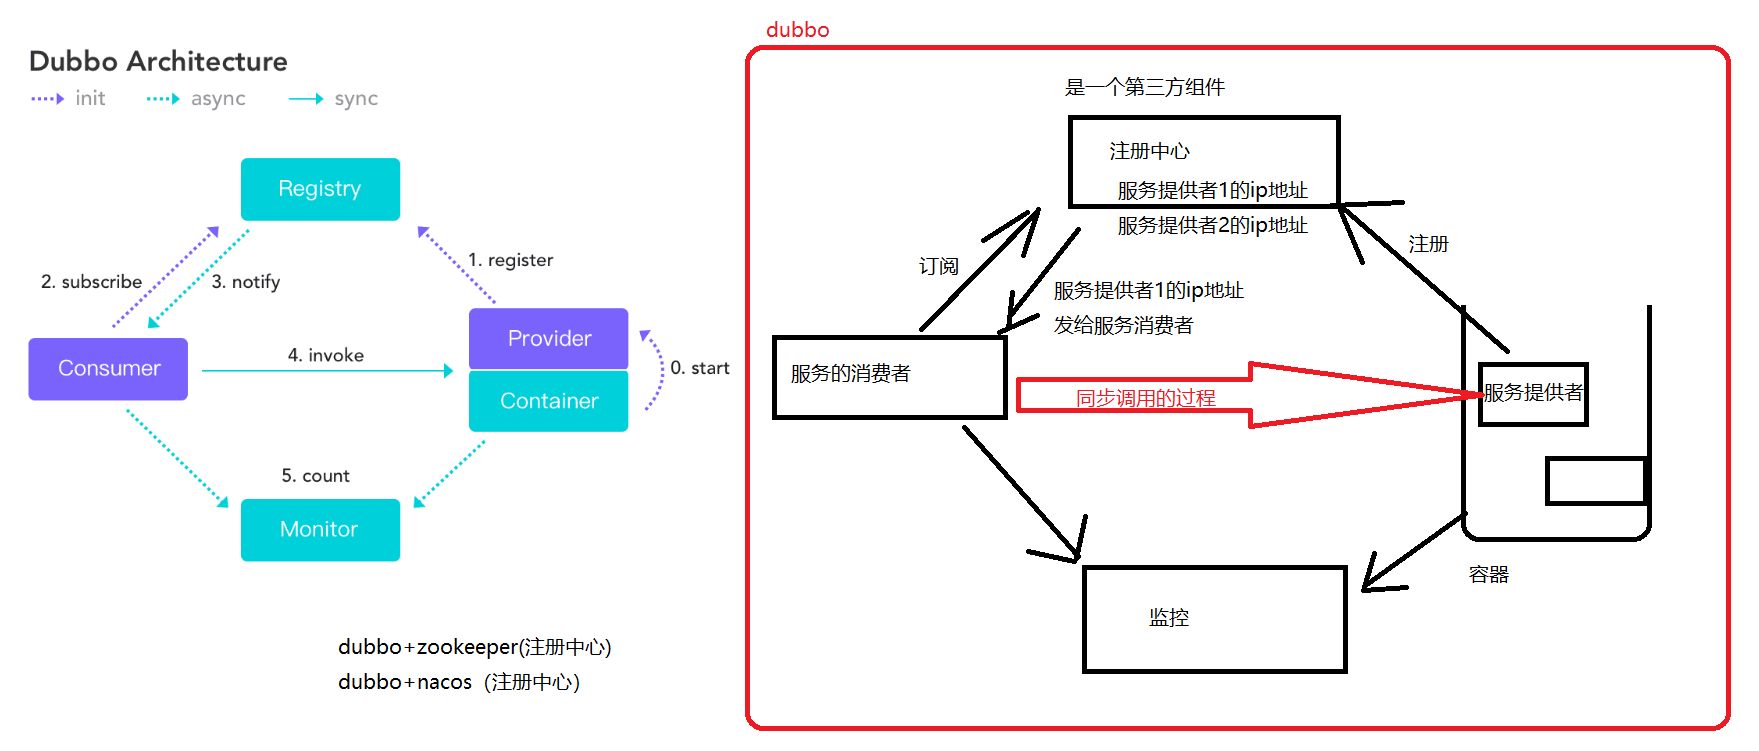 Dubbo Architecture
init
async
sync
Registry
2. subscribe
3. notify
1. register
Consumer
4. invoke
Provider
Container
0. start
5. count
Monitor
dubbo+zookeeper(注册中心)
dubbo+nacos（注册中心）
dubbo
是一个第三方组件
注册中心
服务提供者1的ip地址
服务提供者2的ip地址
订阅
注册
服务提供者1的ip地址
发给服务消费者
服务的消费者
同步调用的过程
服务提供者
容器
监控